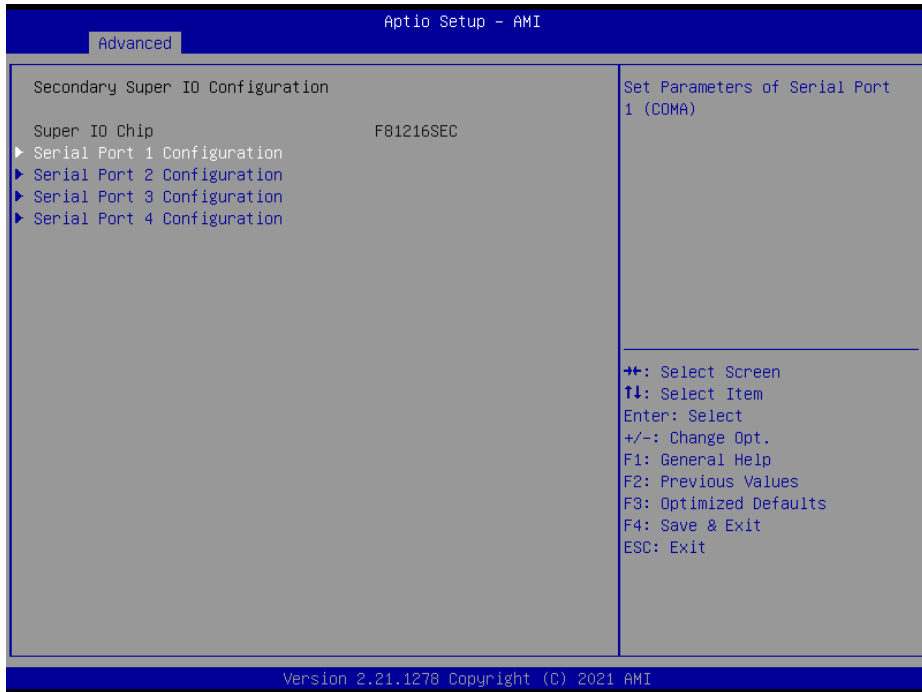 Aptio Setup - AMI
Advanced
Secondary Super IO Configuration
Super IO Chip F81216SEC
Serial Port 1 Configuration
Serial Port 2 Configuration
Serial Port 3 Configuration
Serial Port 4 Configuration
Set Parameters of Serial Port
1 (COMA)
→←: Select Screen
↑↓: Select Item
Enter: Select
+/-: Change Opt.
F1: General Help
F2: Previous Values
F3: Optimized Defaults
F4: Save & Exit
ESC: Exit
Version 2.21.1278 Copyright (C) 2021 AMI